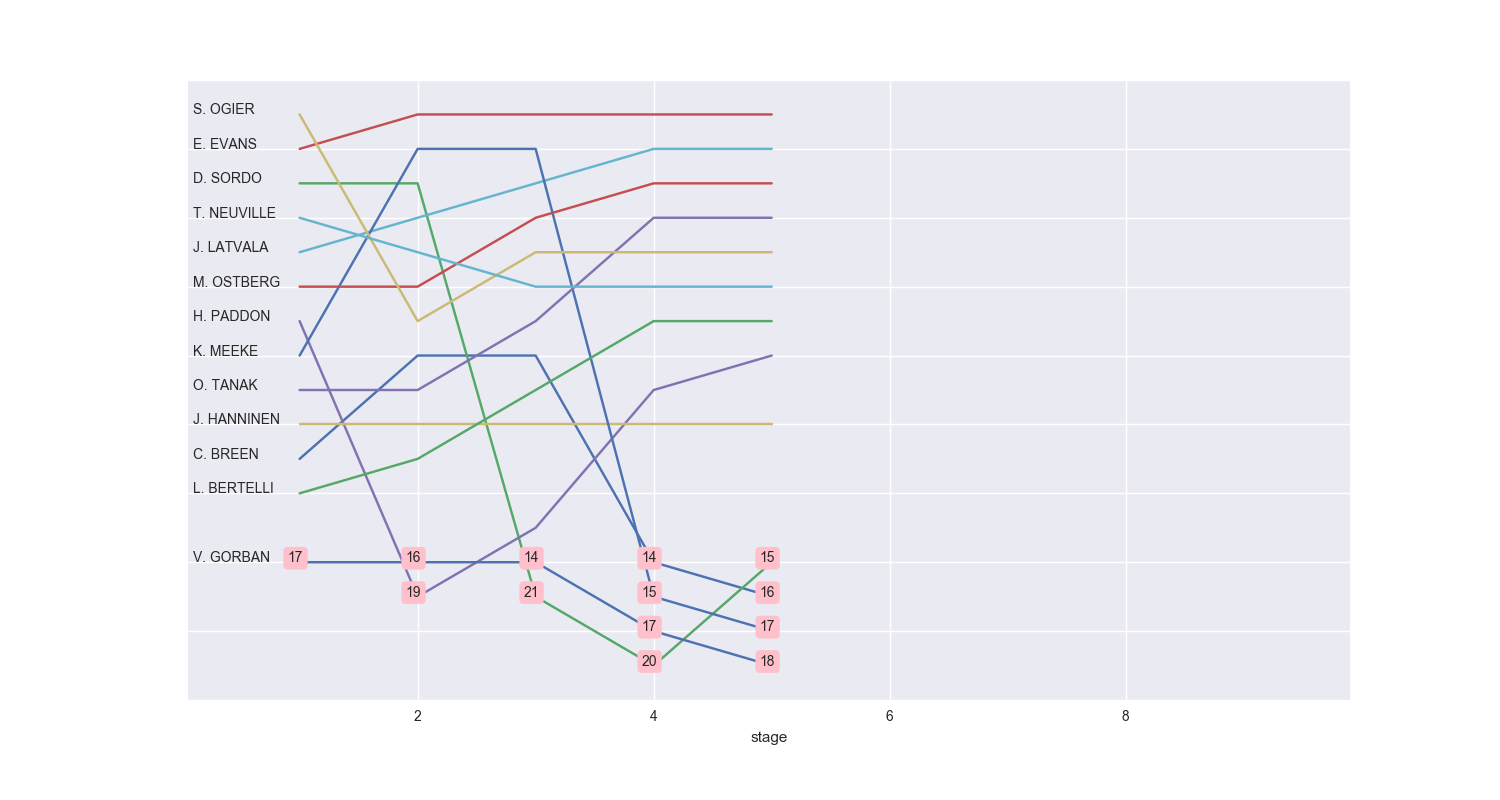 S. OGIER
E. EVANS
D. SORDO
T. NEUVILLE
J. LATVALA
M. OSTBERG
H. PADDON
K. MEEKE
O. TANAK
J. HANNINEN
C. BREEN
L. BERTELLI
V. GORBAN 17 16 14 14 15
19 21 15 16
17 17
20 18
2 4 6 8
stage